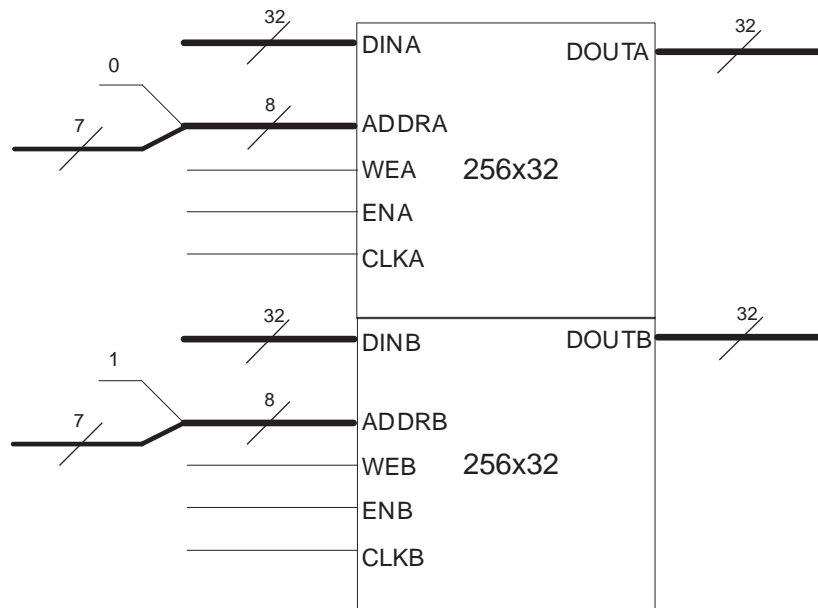 32
DINA
DOUTA
32
0
7
8
ADDRA
WEA
256x32
ENA
CLKA
32
DINB
DOUTB
32
1
7
8
ADDRB
WEB
256x32
ENB
CLKB